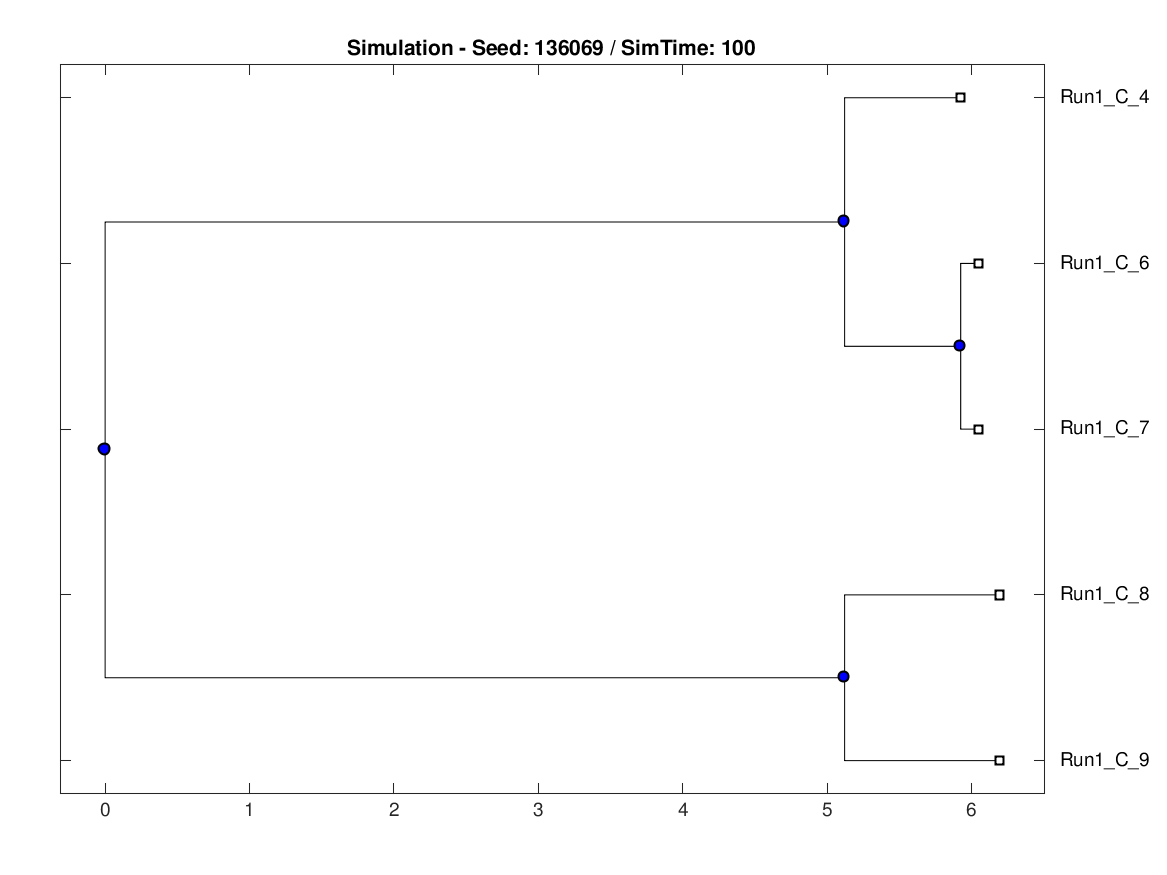 Simulation - Seed: 136069 / SimTime: 100
Run1_C_4
Run1_C_6
Run1_C_7
Run1_C_8
Run1_C_9
0 1 2 3 4 5 6